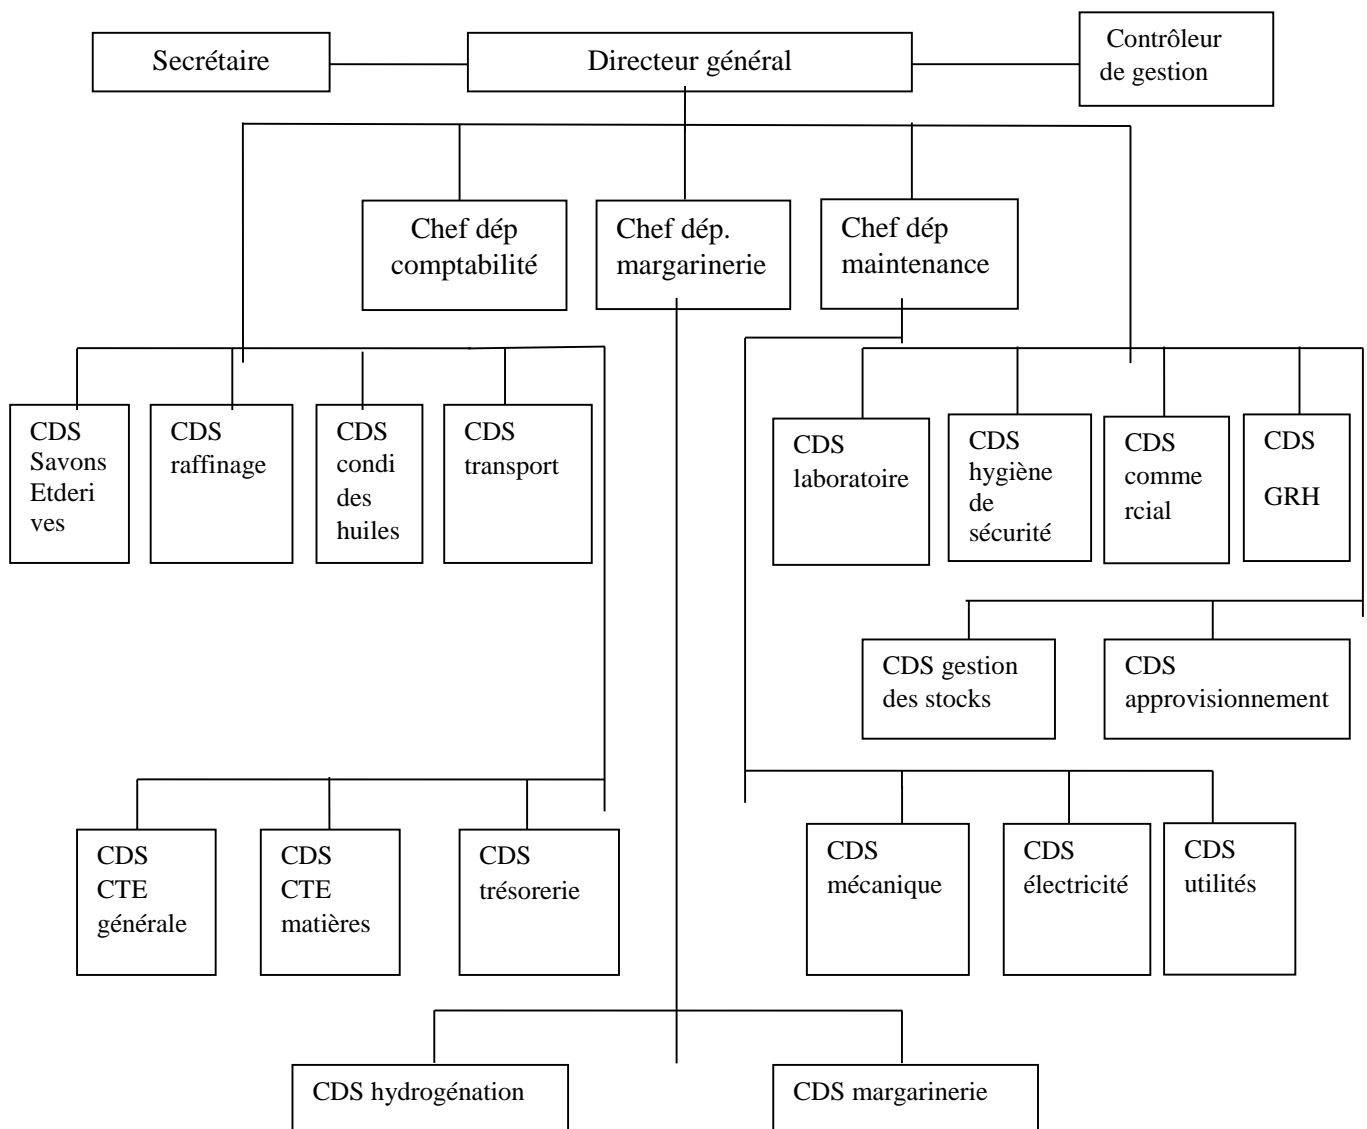 Secrétaire
Directeur général
Contrôleur
de gestion
Chef dép
comptabilité
Chef dép.
margarinerie
Chef dép
maintenance
CDS
Savons
Etderi
ves
CDS
raffinage
CDS
condi
des
huiles
CDS
transport
CDS
laboratoire
CDS
hygiène
de
sécurité
CDS
comme
rcial
CDS
GRH
CDS gestion
des stocks
CDS
approvisionnement
CDS
CTE
générale
CDS
CTE
matières
CDS
trésorerie
CDS
mécanique
CDS
électricité
CDS
utilités
CDS hydrogénation
CDS margarinerie